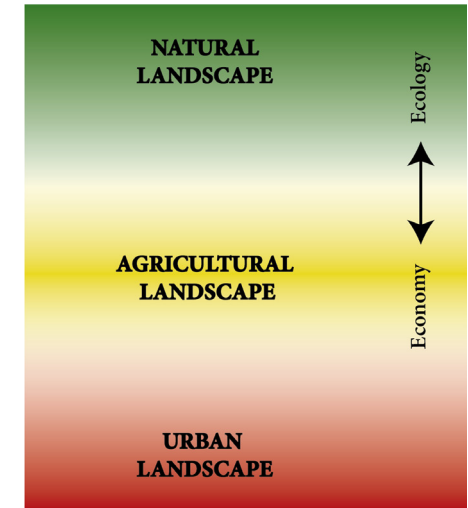 NATURAL
LANDSCAPE
Ecology
AGRICULTURAL
LANDSCAPE
Economy
URBAN
LANDSCAPE